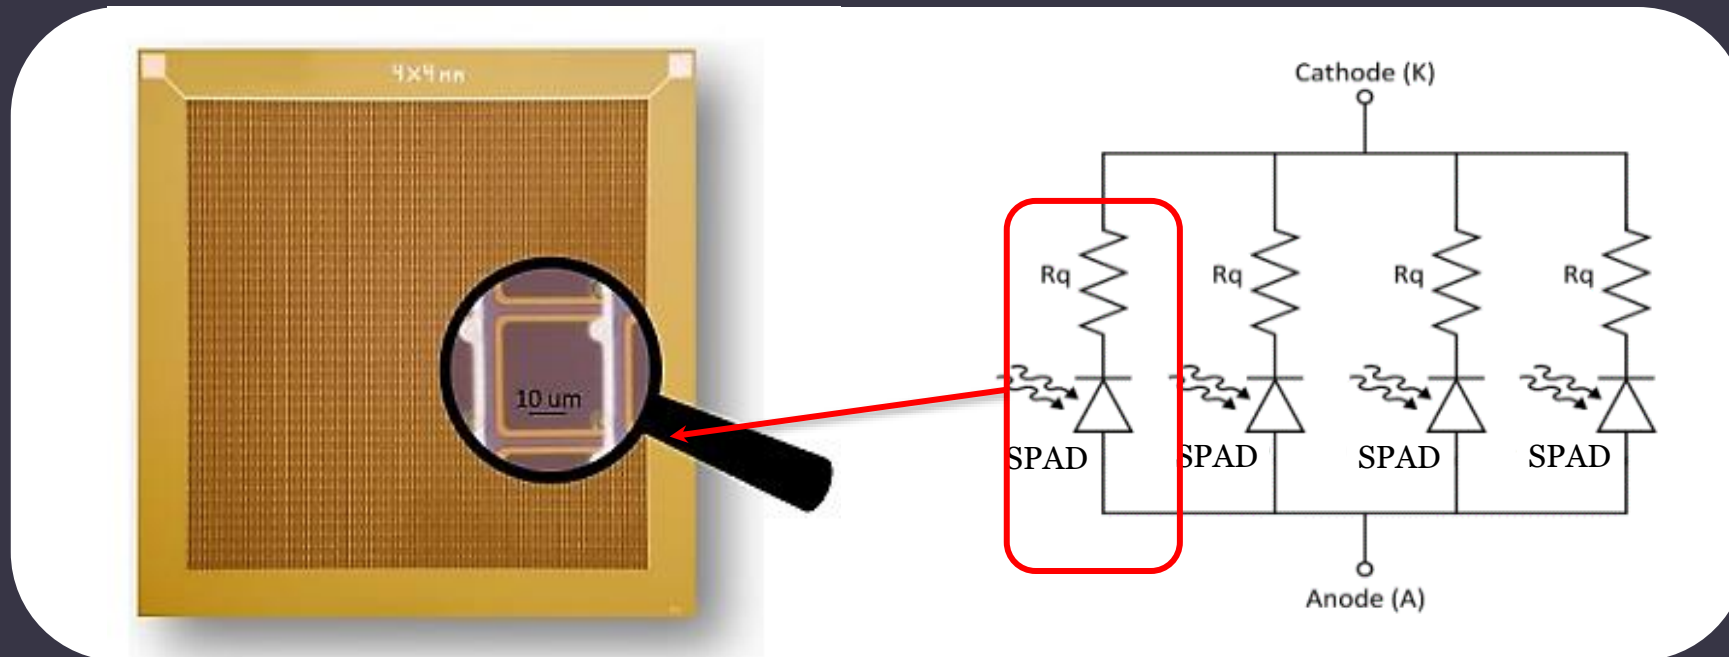 4X4mm
10 um
Cathode (K)
Rq
Rq
Rq
Rq
SPAD
SPAD
SPAD
SPAD
Anode (A)